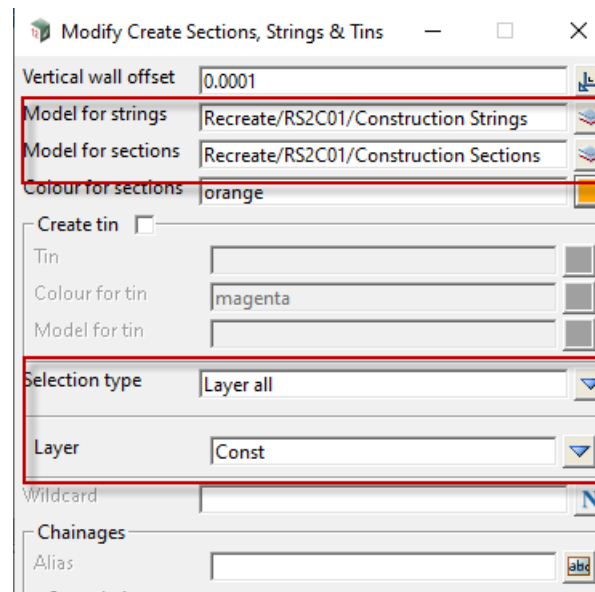 Modify Create Sections, Strings & Tins
Vertical wall offset 0.0001
Model for strings Recreate/RS2C01/Construction Strings
Model for sections Recreate/RS2C01/Construction Sections
Colour for sections orange
Create tin
Tin
Colour for tin magenta
Model for tin
Selection type Layer all
Layer Const
Wildcard N
Chainages
Alias abc